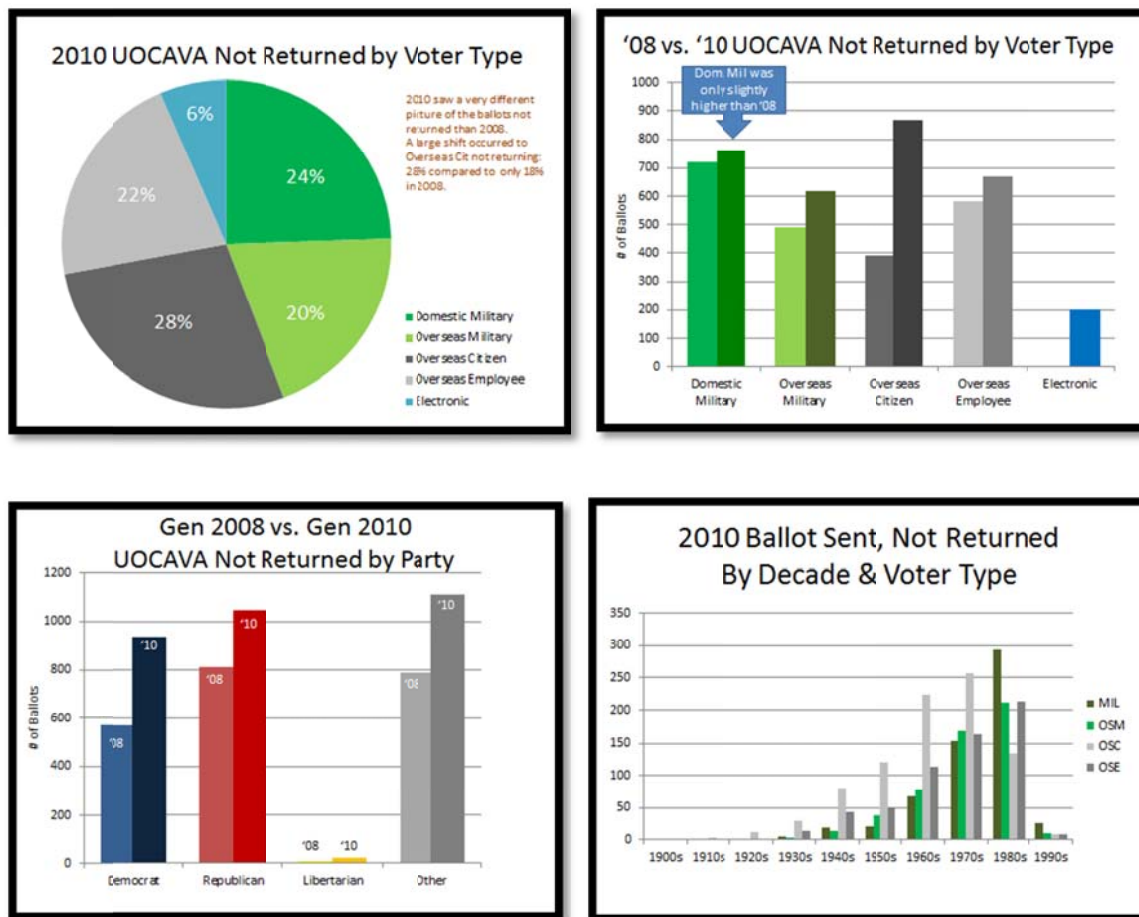 2010 UOCAVA Not Returned by Voter Type
6%
24%
22%
20%
28%
2010 saw a very different
picture of the ballots not
returned than 2008.
A large shift occurred to
Overseas Cit not returning:
28% compared to only 18%
in 2008.
Domestic Military
Overseas Military
Overseas Citizen
Overseas Employee
Electronic
‘08 vs. ‘10 UOCAVA Not Returned by Voter Type
Dom Mil was
only slightly
higher than ‘08
# of Ballots
1000
900
800
700
600
500
400
300
200
100
0
Domestic
Military
Overseas
Military
Overseas
Citizen
Overseas
Employee
Electronic
Gen 2008 vs. Gen 2010
UOCAVA Not Returned by Party
# of Ballots
1200
1000
800
600
400
200
0
‘08
‘10
‘08
‘10
‘08
‘10
‘08
‘10
Democrat
Republican
Libertarian
Other
2010 Ballot Sent, Not Returned
By Decade & Voter Type
350
300
250
200
150
100
50
0
1900s 1910s 1920s 1930s 1940s 1950s 1960s 1970s 1980s 1990s
MIL
OSM
OSC
OSE